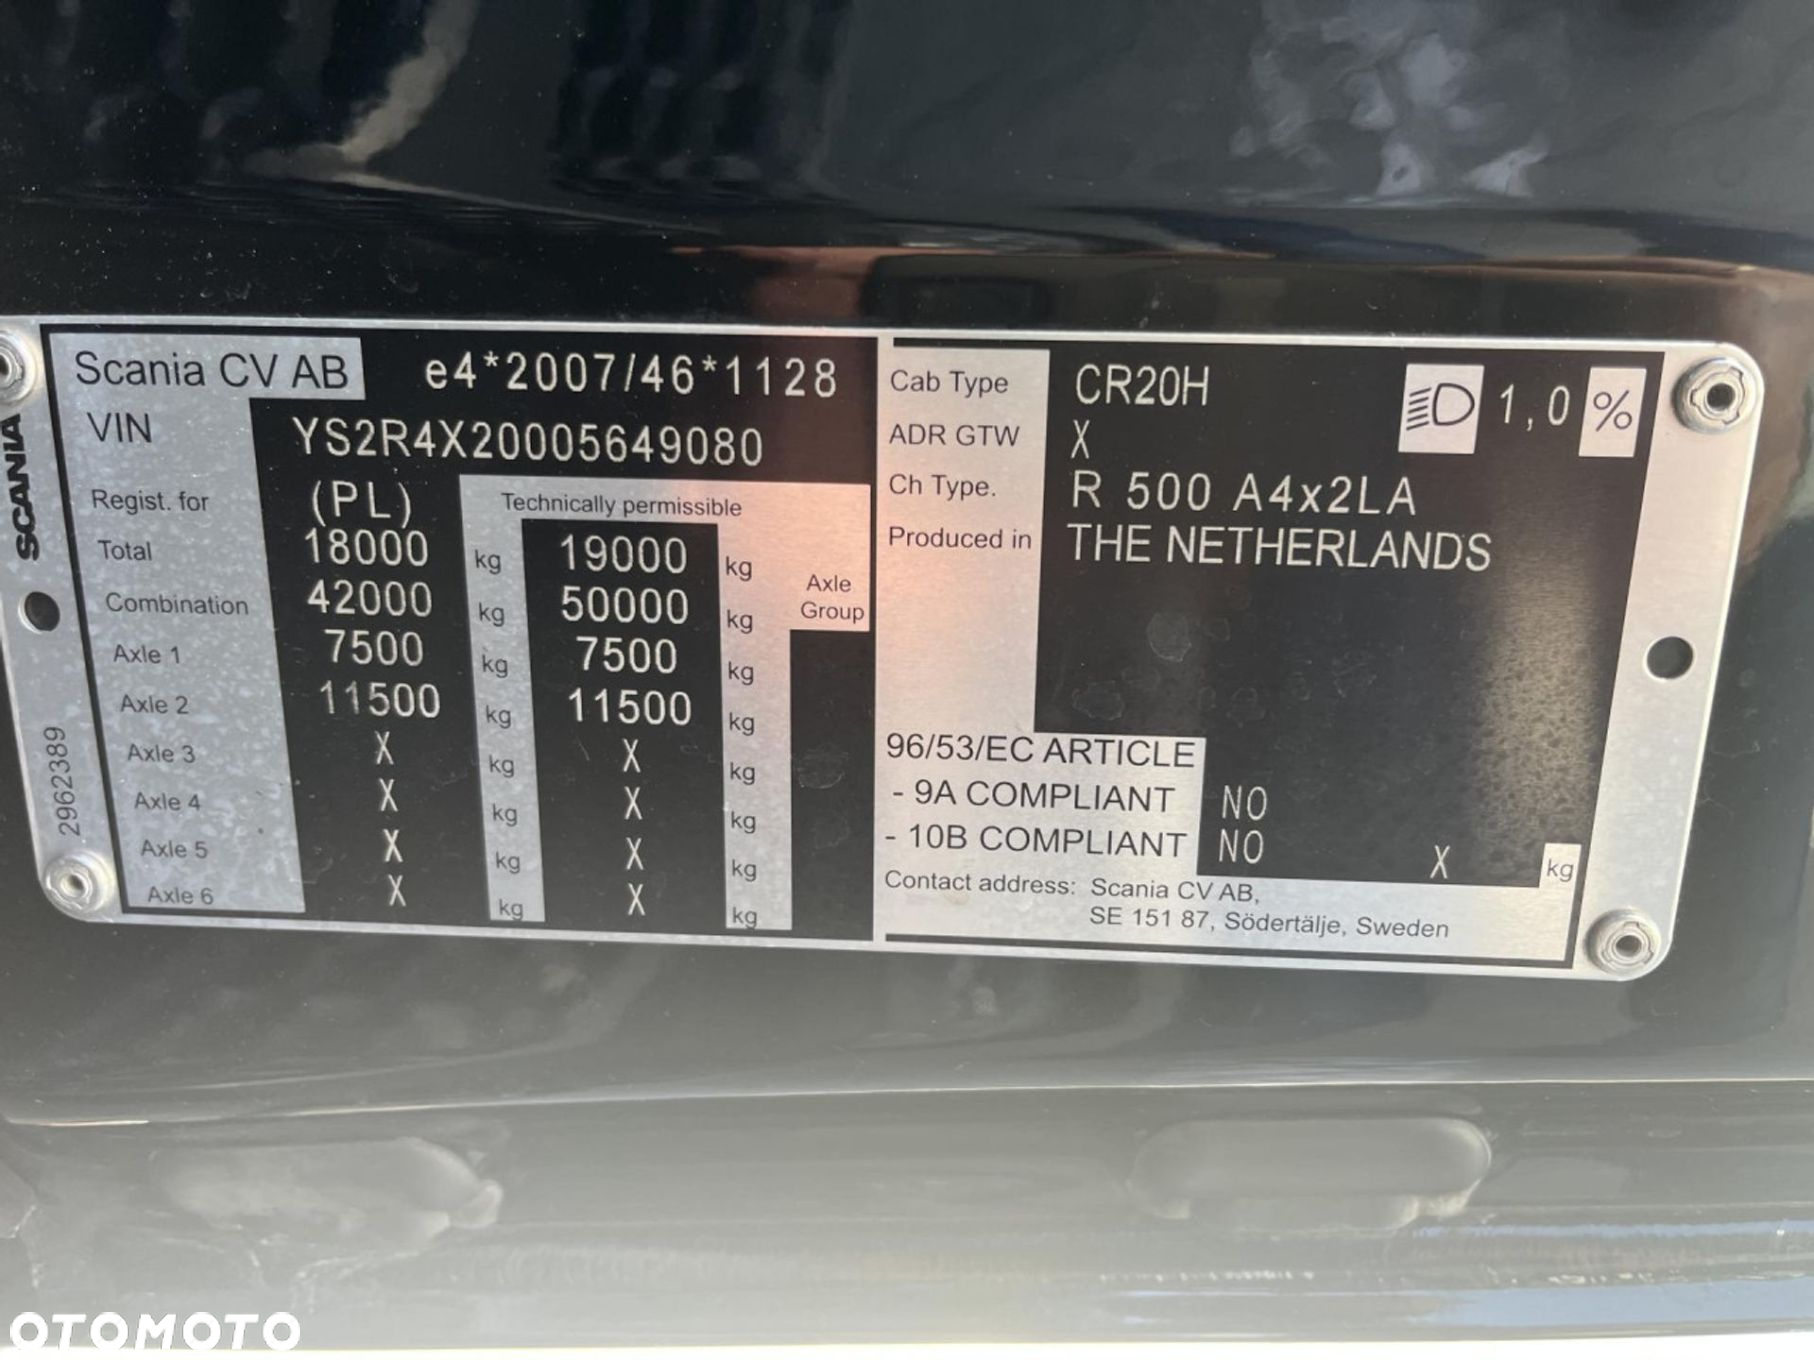 SCANIA
2962389
Scania CV AB e4*2007/46*1128
VIN YS2R4X20005649080
Regist. for (PL) Technically permissible
Total 18000 kg 19000 kg
Combination 42000 kg 50000 kg Axle Group
Axle 1 7500 kg 7500 kg
Axle 2 11500 kg 11500 kg
Axle 3 X kg X kg
Axle 4 X kg X kg
Axle 5 X kg X kg
Axle 6 X kg X kg
Cab Type CR20H 1,0 %
ADR GTW X
Ch Type. R 500 A4x2LA
Produced in THE NETHERLANDS
96/53/EC ARTICLE
- 9A COMPLIANT NO
- 10B COMPLIANT NO X kg
Contact address: Scania CV AB,
SE 151 87, Södertälje, Sweden
OTOMOTO